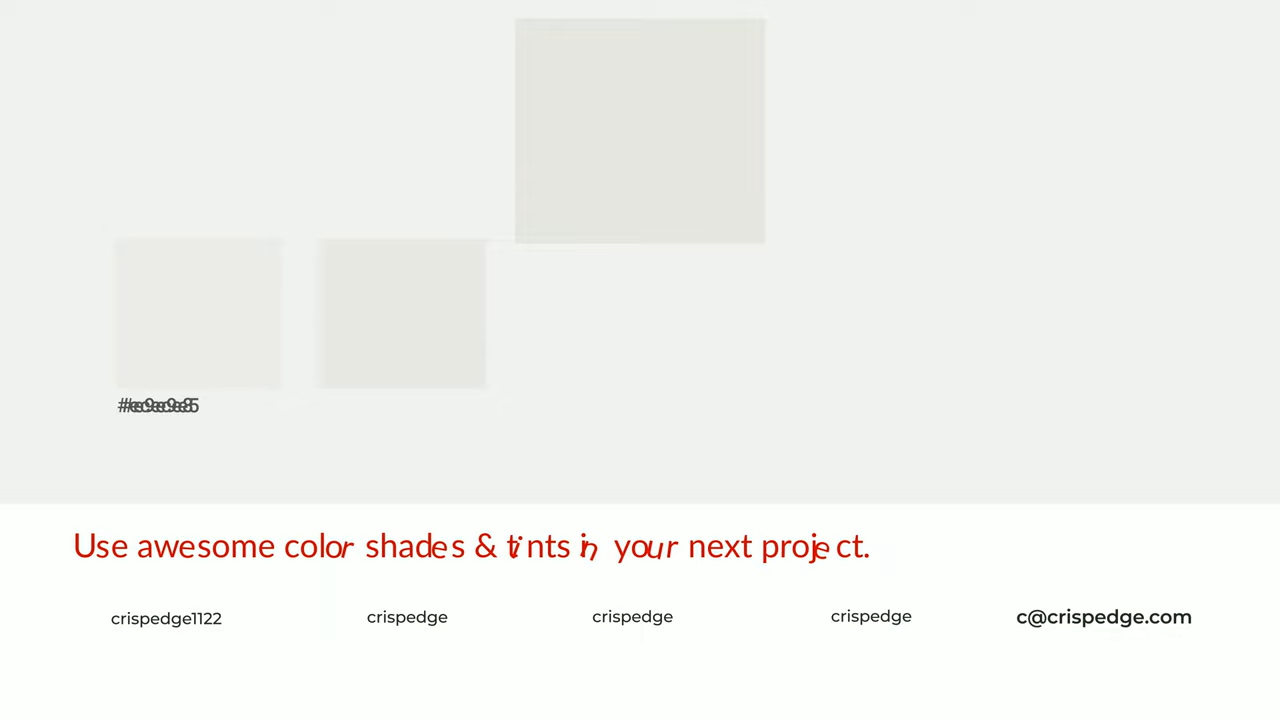 Use awesome color shades & tints in your next project.
crispedge1122 crispedge crispedge crispedge c@crispedge.com